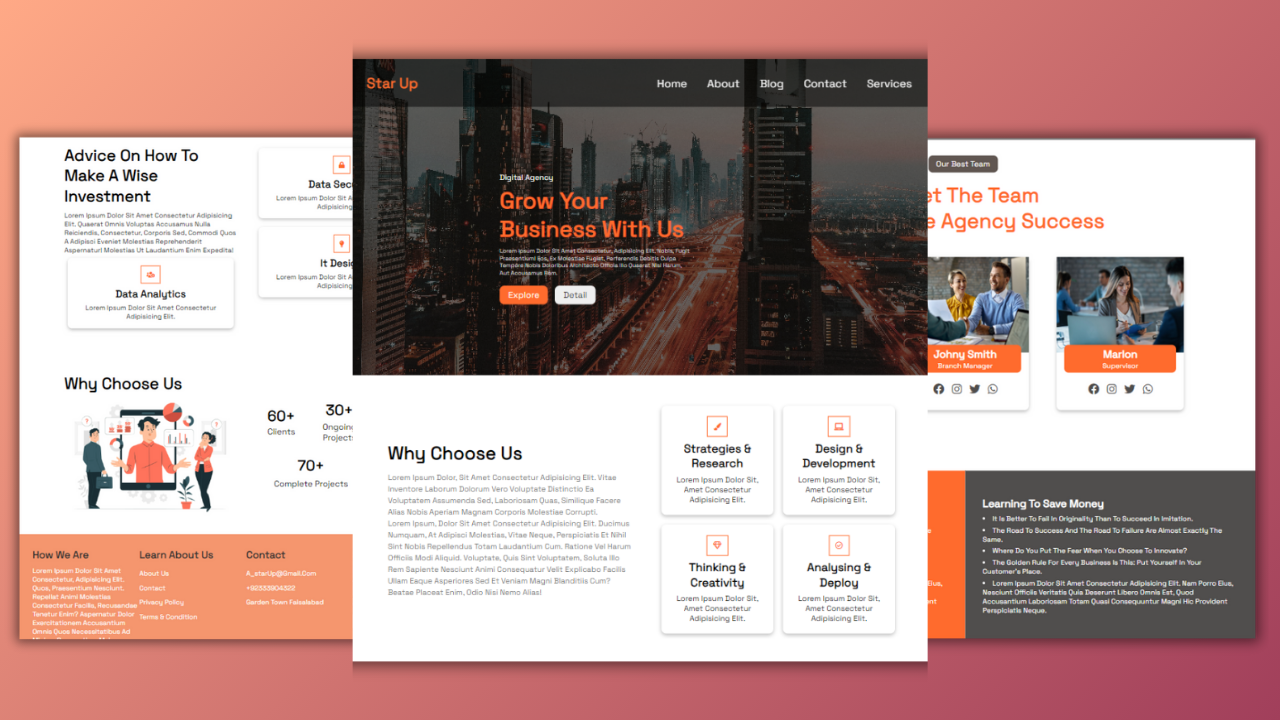 Advice On How To
Make A Wise
Investment
Lorem Ipsum Dolor Sit Amet Consectetur Adipisicing
Elit. Quaerat Omnis Voluptas Accusamus Nulla
Reiciendis, Consectetur, Corporis Sed, Commodi Quos
A Adipisci Eveniet Molestias Reprehenderit
Aspernatur! Molestias Ut Laudantium Enim Expedita!
Data Sec
Lorem Ipsum Dolor Sit A
Adipisicing
It Desig
Lorem Ipsum Dolor Sit A
Adipisicing
Data Analytics
Lorem Ipsum Dolor Sit Amet Consectetur
Adipisicing Elit.
Why Choose Us
60+
Clients
30+
Ongoing
Projects
70+
Complete Projects
How We Are
Lorem Ipsum Dolor Sit Amet
Consectetur, Adipisicing Elit.
Quos, Praesentium Nesciunt.
Repellat Animi Molestias
Consectetur Facilis, Recusandae
Tenetur Enim? Aspernatur Dolor
Exercitationem Accusantium
Omnis Quos Necessitatibus Ad
Learn About Us
About Us
Contact
Privacy Policy
Terms & Condition
Contact
A_starUp@Gmail.Com
+92333904322
Garden Town Faisalabad
Star Up
Home About Blog Contact Services
Digital Agency
Grow Your
Business With Us
Lorem Ipsum Dolor Sit Amet Consectetur, Adipisicing Elit. Nobis, Fugit
Praesentium! Eos, Ex Molestiae Fugiat, Perferendis Debitis Culpa
Tempore Nobis Doloribus Architecto Officia Illo Quaerat Nisi Harum,
Aut Accusamus Rem.
Explore Detail
Why Choose Us
Lorem Ipsum Dolor, Sit Amet Consectetur Adipisicing Elit. Vitae
Inventore Laborum Dolorum Vero Voluptate Distinctio Ea
Voluptatem Assumenda Sed, Laboriosam Quas, Similique Facere
Alias Nobis Aperiam Magnam Corporis Molestiae Corrupti.
Lorem Ipsum, Dolor Sit Amet Consectetur Adipisicing Elit. Ducimus
Numquam, At Adipisci Molestias, Vitae Neque, Perspiciatis Et Nihil
Sint Nobis Repellendus Totam Laudantium Cum. Ratione Vel Harum
Officiis Modi Aliquid. Voluptate, Quis Sint Voluptatem, Soluta Illo
Rem Sapiente Nesciunt Animi Consequatur Velit Explicabo Facilis
Ullam Eaque Asperiores Sed Et Veniam Magni Blanditiis Cum?
Beatae Placeat Enim, Odio Nisi Nemo Alias!
Strategies &
Research
Lorem Ipsum Dolor Sit,
Amet Consectetur
Adipisicing Elit.
Design &
Development
Lorem Ipsum Dolor Sit,
Amet Consectetur
Adipisicing Elit.
Thinking &
Creativity
Lorem Ipsum Dolor Sit,
Amet Consectetur
Adipisicing Elit.
Analysing &
Deploy
Lorem Ipsum Dolor Sit,
Amet Consectetur
Adipisicing Elit.
Our Best Team
et The Team
e Agency Success
Johny Smith
Branch Manager
Marlon
Supervisor
Learning To Save Money
• It Is Better To Fail In Originality Than To Succeed In Imitation.
• The Road To Success And The Road To Failure Are Almost Exactly The
Same.
• Where Do You Put The Fear When You Choose To Innovate?
• The Golden Rule For Every Business Is This: Put Yourself In Your
Customer's Place.
• Lorem Ipsum Dolor Sit Amet Consectetur Adipisicing Elit. Nam Porro Eius,
Nesciunt Officiis Veritatis Quia Deserunt Libero Omnis Est, Quod
Accusantium Laboriosam Totam Quasi Consequuntur Magni Hic Provident
Perspiciatis Neque.